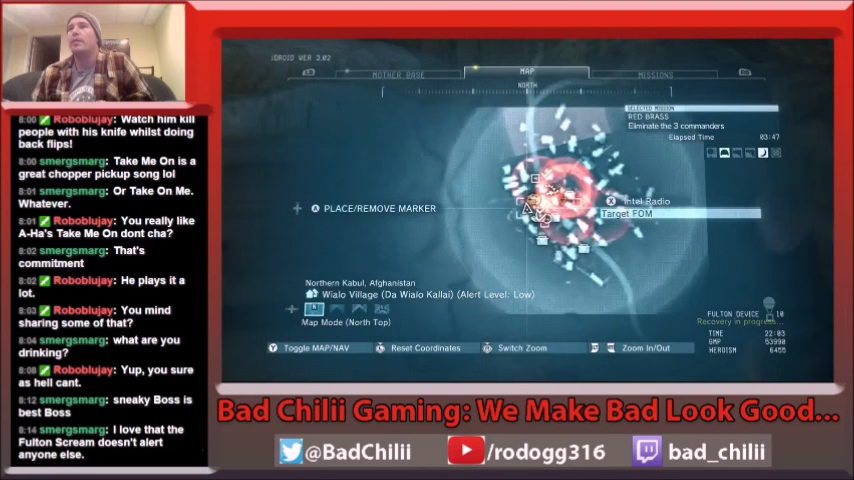 8:00 Roboblujay: Watch him kill
people with his knife whilst doing
back flips!
8:00 smergsmarg: Take Me On is a
great chopper pickup song lol
8:01 smergsmarg: Or Take On Me.
Whatever.
8:01 Roboblujay: You really like
A-Ha's Take Me On dont cha?
8:02 smergsmarg: That's
commitment
8:02 Roboblujay: He plays it a
lot.
8:03 Roboblujay: You mind
sharing some of that?
8:04 smergsmarg: what are you
drinking?
8:08 Roboblujay: Yup, you sure
as hell cant.
8:12 smergsmarg: sneaky Boss is
best Boss
8:14 smergsmarg: I love that the
Fulton Scream doesn't alert
anyone else.
IDROID VER 2.02
MOTHER BASE
MAP
MISSIONS
NORTH
SELECTED MISSION
RED BRASS
Eliminate the 3 commanders
Elapsed Time
03:47
A PLACE/REMOVE MARKER
X Intel Radio
Target FOM
Northern Kabul, Afghanistan
Wialo Village (Da Wialo Kallai) (Alert Level: Low)
Map Mode (North Top)
FULTON DEVICE 10
Recovery in progress...
TIME 22:03
GMP 53990
HEROISM 6455
Y Toggle MAP/NAV
Reset Coordinates
Switch Zoom
Zoom In/Out
Bad Chilii Gaming: We Make Bad Look Good...
@BadChilii
/rodogg316
bad_chilii